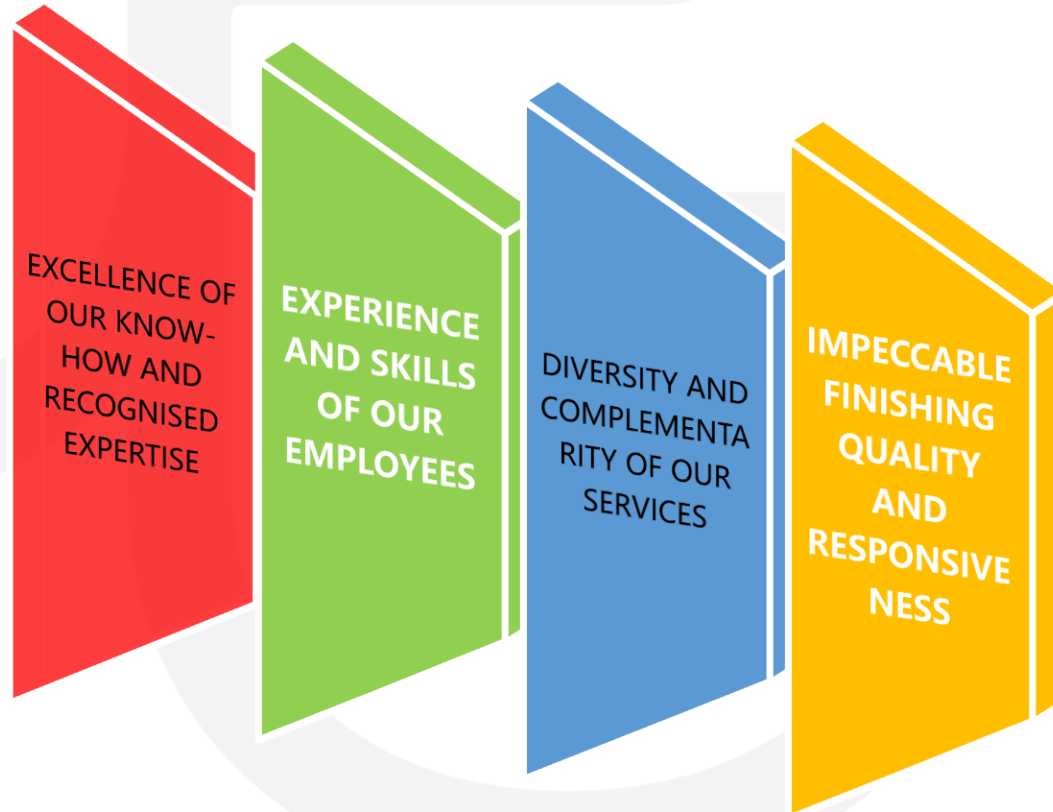 EXCELLENCE OF
OUR KNOW-
HOW AND
RECOGNISED
EXPERTISE
EXPERIENCE
AND SKILLS
OF OUR
EMPLOYEES
DIVERSITY AND
COMPLEMENTA
RITY OF OUR
SERVICES
IMPECCABLE
FINISHING
QUALITY
AND
RESPONSIVE
NESS